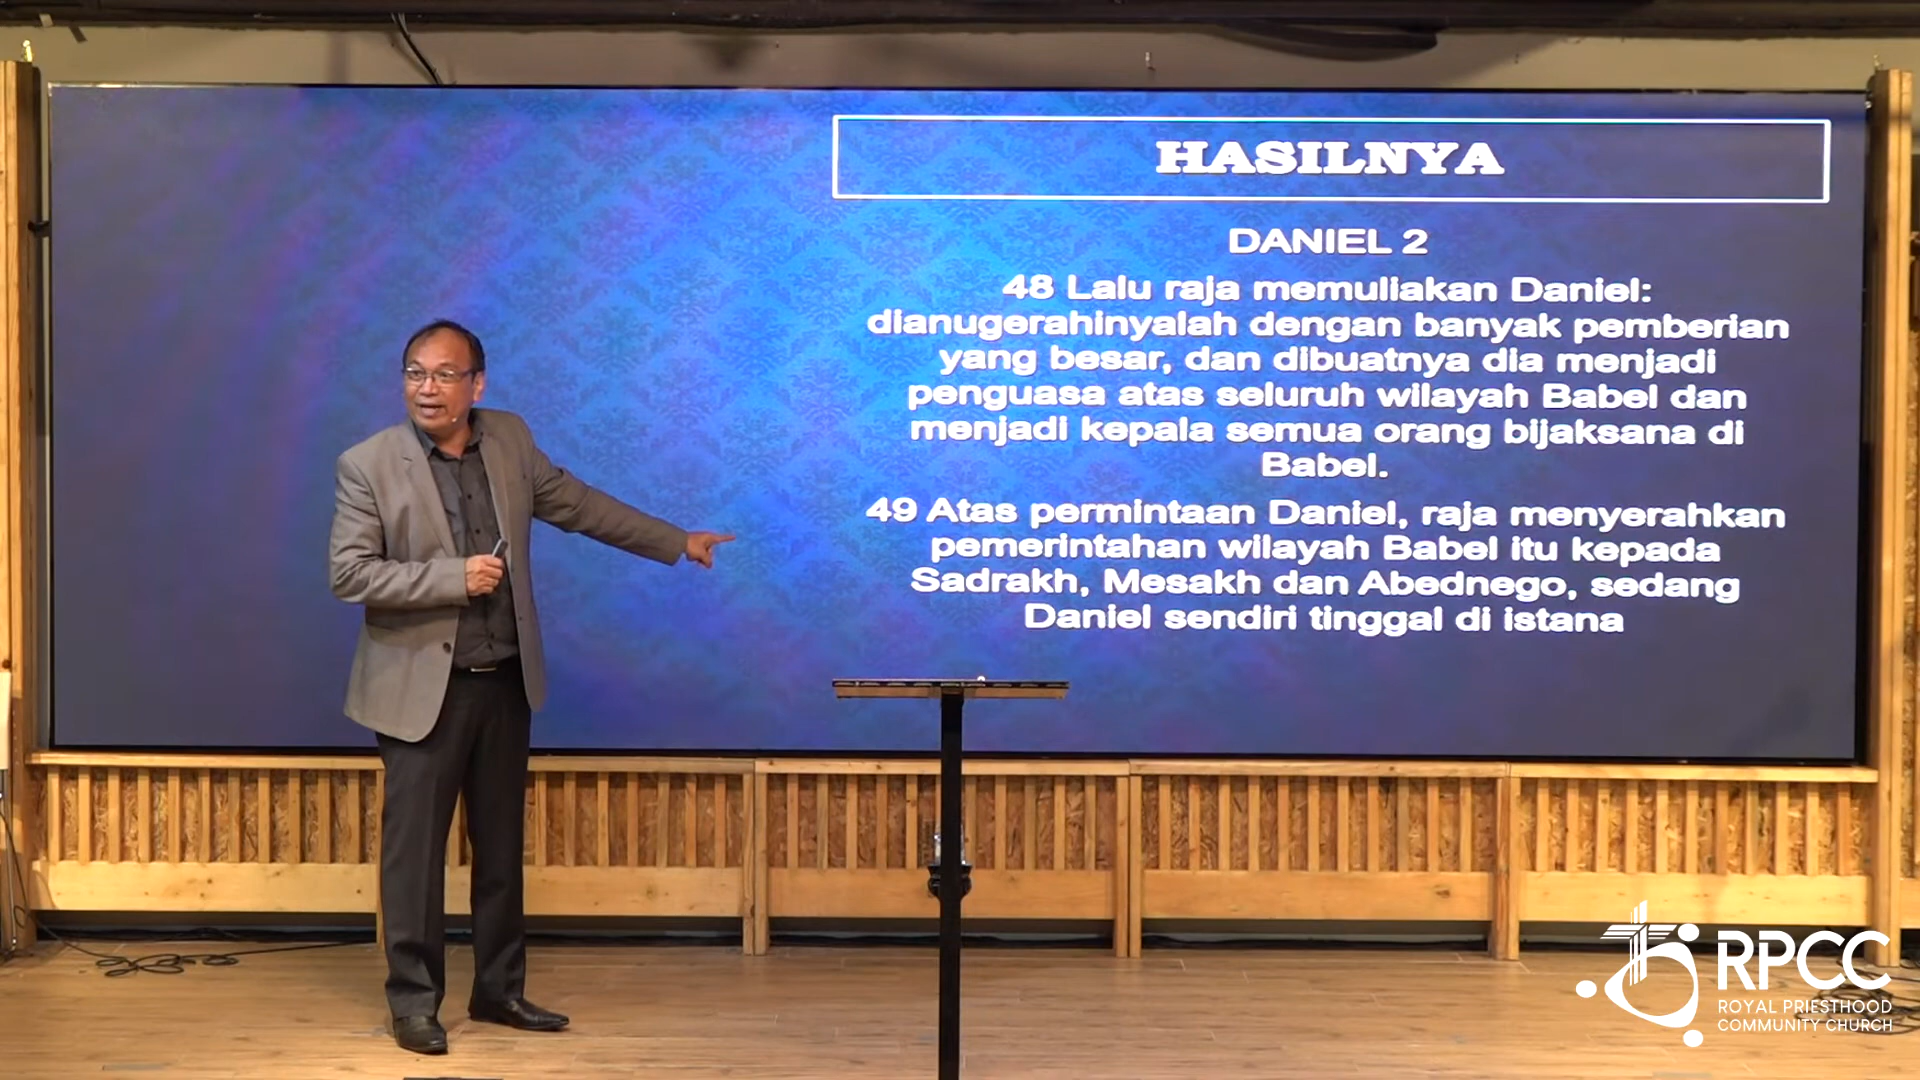 HASILNYA
DANIEL 2
48 Lalu raja memuliakan Daniel:
dianugerahinyalah dengan banyak pemberian
yang besar, dan dibuatnya dia menjadi
penguasa atas seluruh wilayah Babel dan
menjadi kepala semua orang bijaksana di
Babel.
49 Atas permintaan Daniel, raja menyerahkan
pemerintahan wilayah Babel itu kepada
Sadrakh, Mesakh dan Abednego, sedang
Daniel sendiri tinggal di istana
RPCC
ROYAL PRIESTHOOD
COMMUNITY CHURCH